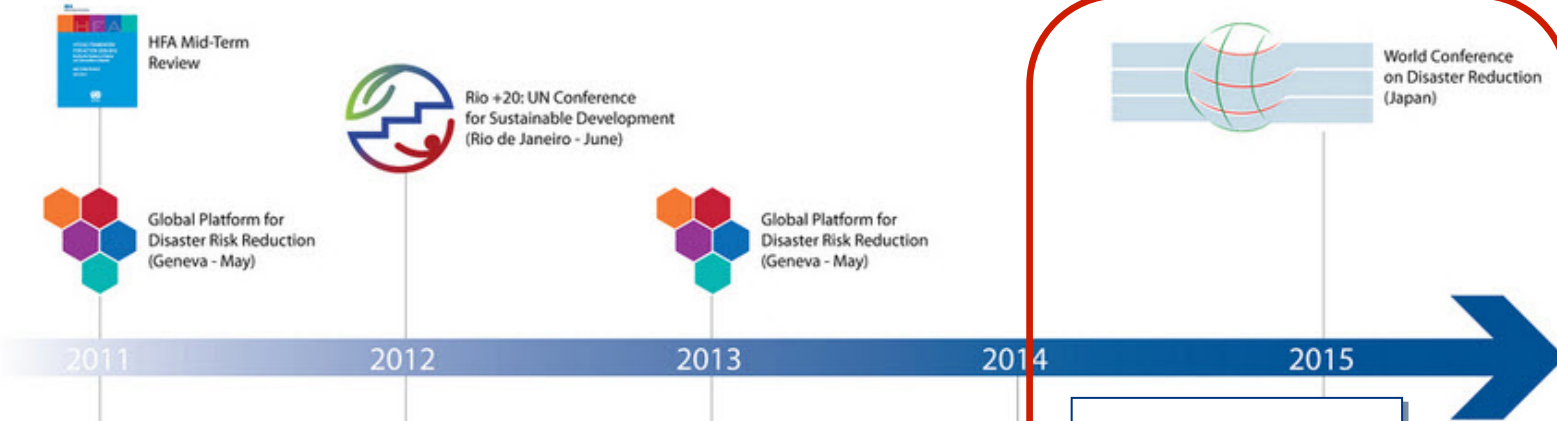 HFA
HFA Mid-Term
Review
Rio +20: UN Conference
for Sustainable Development
(Rio de Janeiro - June)
World Conference
on Disaster Reduction
(Japan)
Global Platform for
Disaster Risk Reduction
(Geneva - May)
Global Platform for
Disaster Risk Reduction
(Geneva - May)
2011
2012
2013
2014
2015